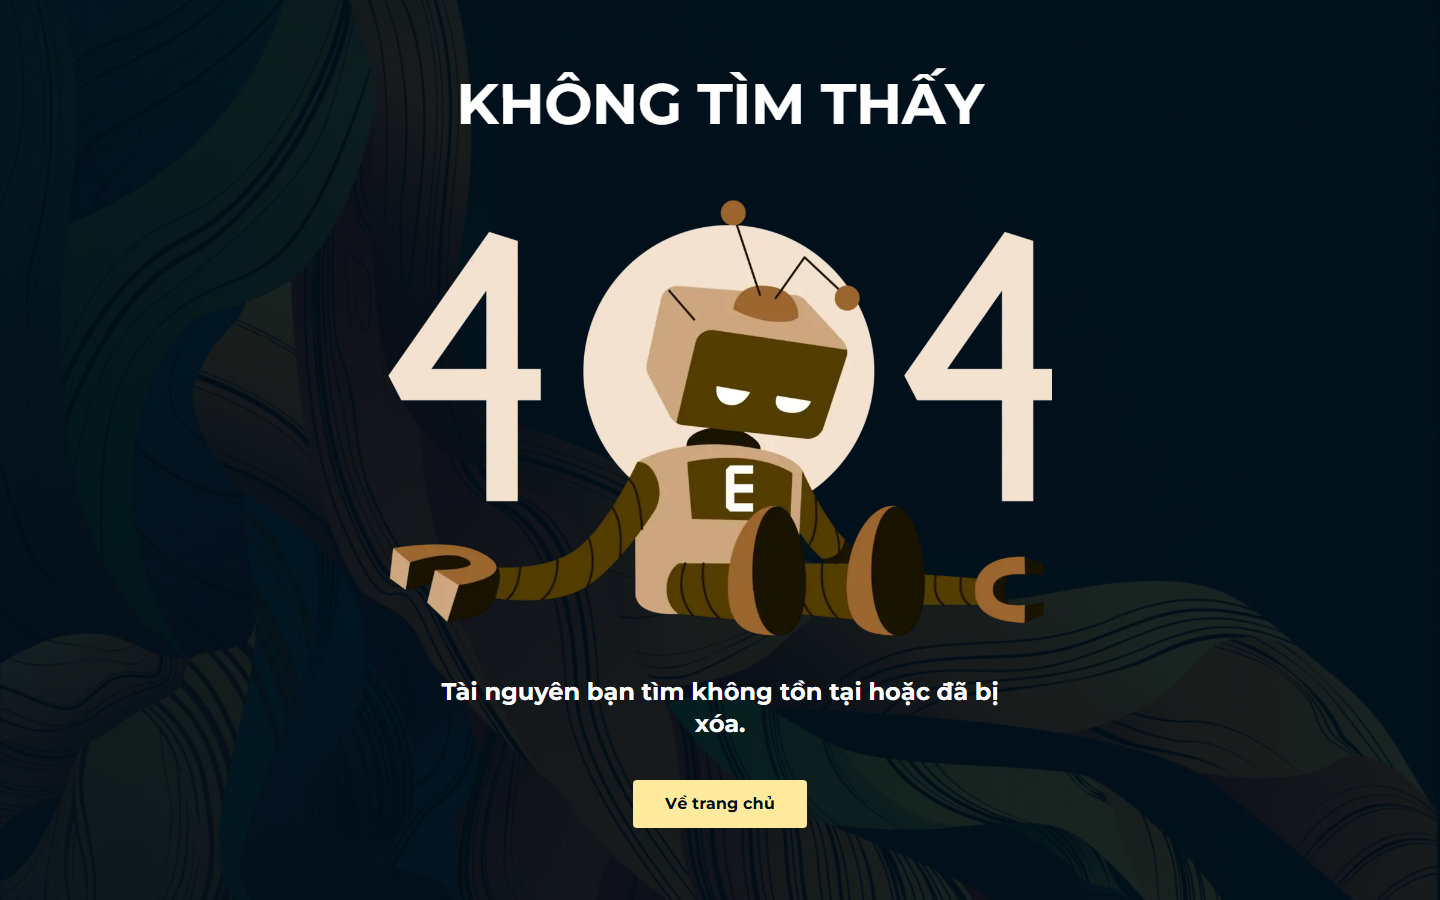 KHÔNG TÌM THẤY
404
E
Tài nguyên bạn tìm không tồn tại hoặc đã bị
xóa.
Về trang chủ